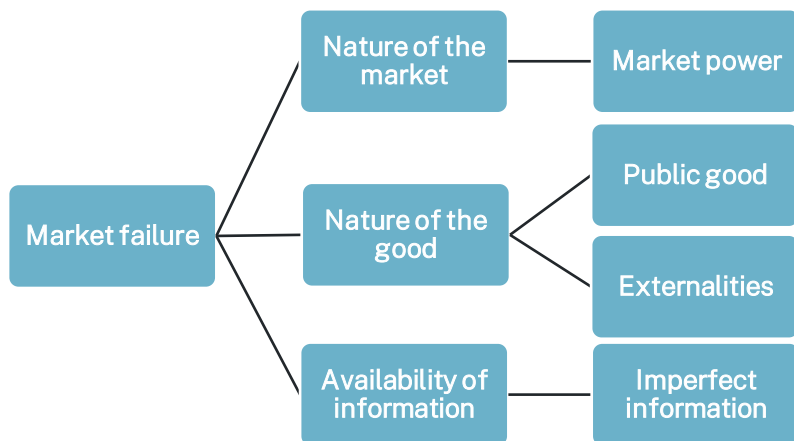 Nature of the
market
Market power
Public good
Market failure
Nature of the
good
Externalities
Availability of
information
Imperfect
information